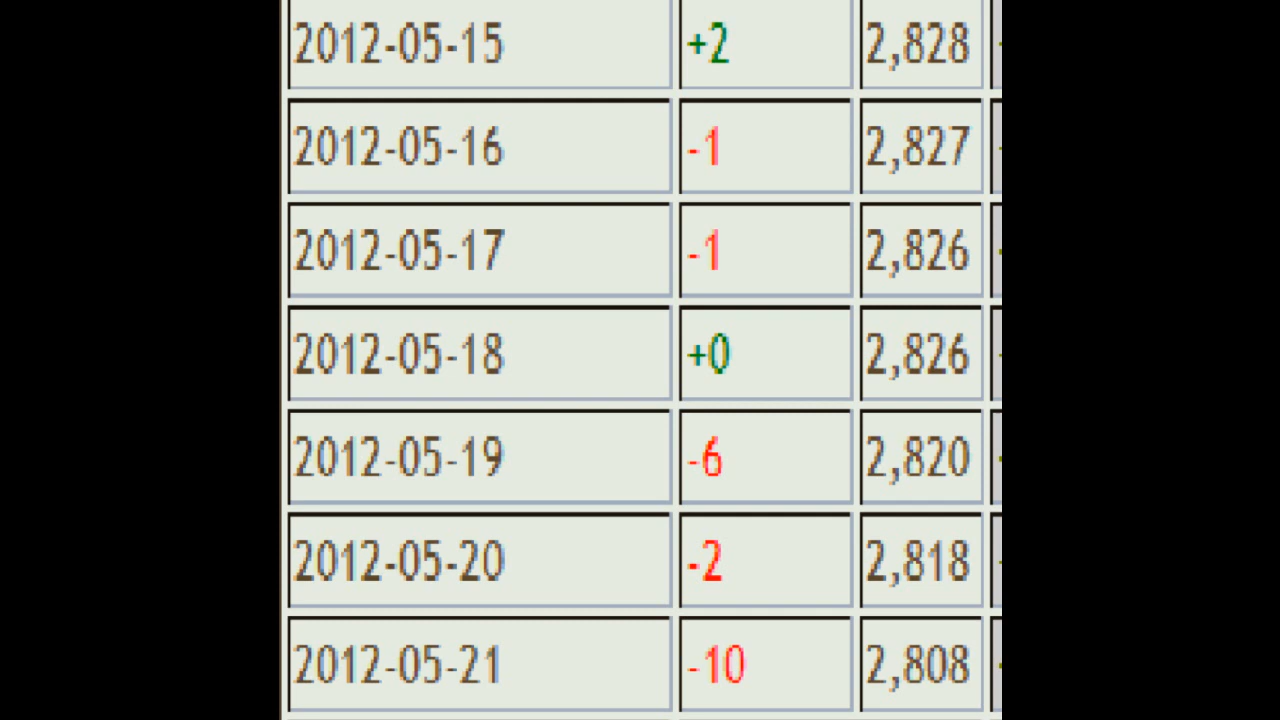 2012-05-15 +2 2,828
2012-05-16 -1 2,827
2012-05-17 -1 2,826
2012-05-18 +0 2,826
2012-05-19 -6 2,820
2012-05-20 -2 2,818
2012-05-21 -10 2,808